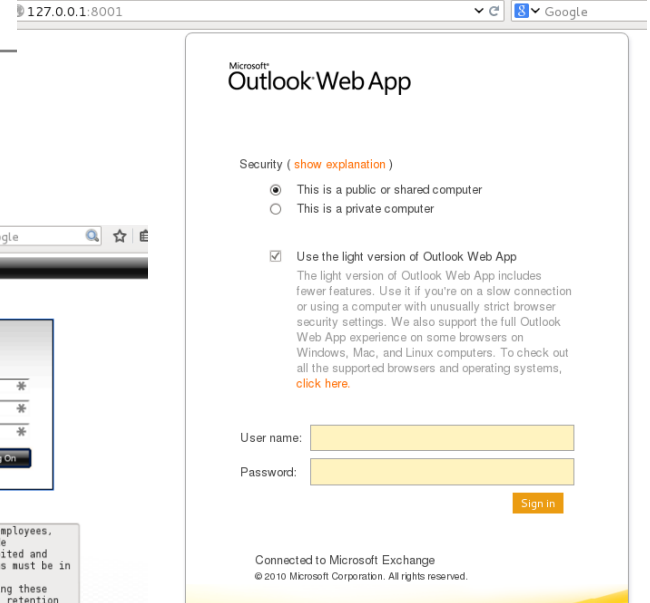 127.0.0.1:8001
Google
Microsoft
Outlook Web App
Security ( show explanation )
This is a public or shared computer
This is a private computer
Use the light version of Outlook Web App
The light version of Outlook Web App includes
fewer features. Use it if you're on a slow connection
or using a computer with unusually strict browser
security settings. We also support the full Outlook
Web App experience on some browsers on
Windows, Mac, and Linux computers. To check out
all the supported browsers and operating systems,
click here.
User name:
Password:
Sign in
Connected to Microsoft Exchange
© 2010 Microsoft Corporation. All rights reserved.
On
s must be in
ng these
retention